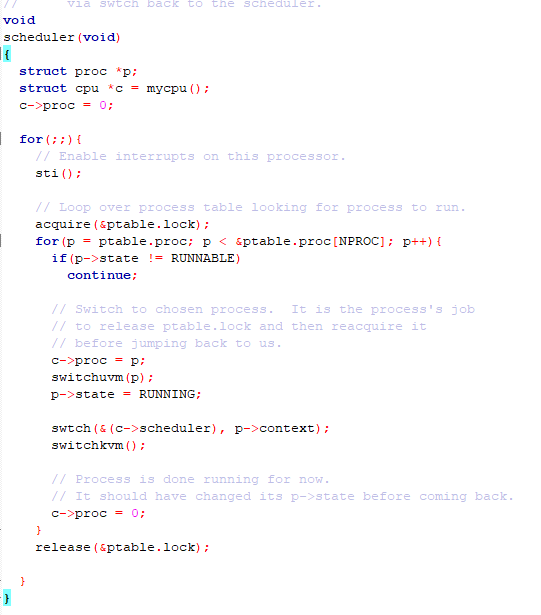 //      via swtch back to the scheduler.
void
scheduler(void)
{
  struct proc *p;
  struct cpu *c = mycpu();
  c->proc = 0;

  for(;;){
    // Enable interrupts on this processor.
    sti();

    // Loop over process table looking for process to run.
    acquire(&ptable.lock);
    for(p = ptable.proc; p < &ptable.proc[NPROC]; p++){
      if(p->state != RUNNABLE)
        continue;

      // Switch to chosen process.  It is the process's job
      // to release ptable.lock and then reacquire it
      // before jumping back to us.
      c->proc = p;
      switchuvm(p);
      p->state = RUNNING;

      swtch(&(c->scheduler), p->context);
      switchkvm();

      // Process is done running for now.
      // It should have changed its p->state before coming back.
      c->proc = 0;
    }
    release(&ptable.lock);

  }
}